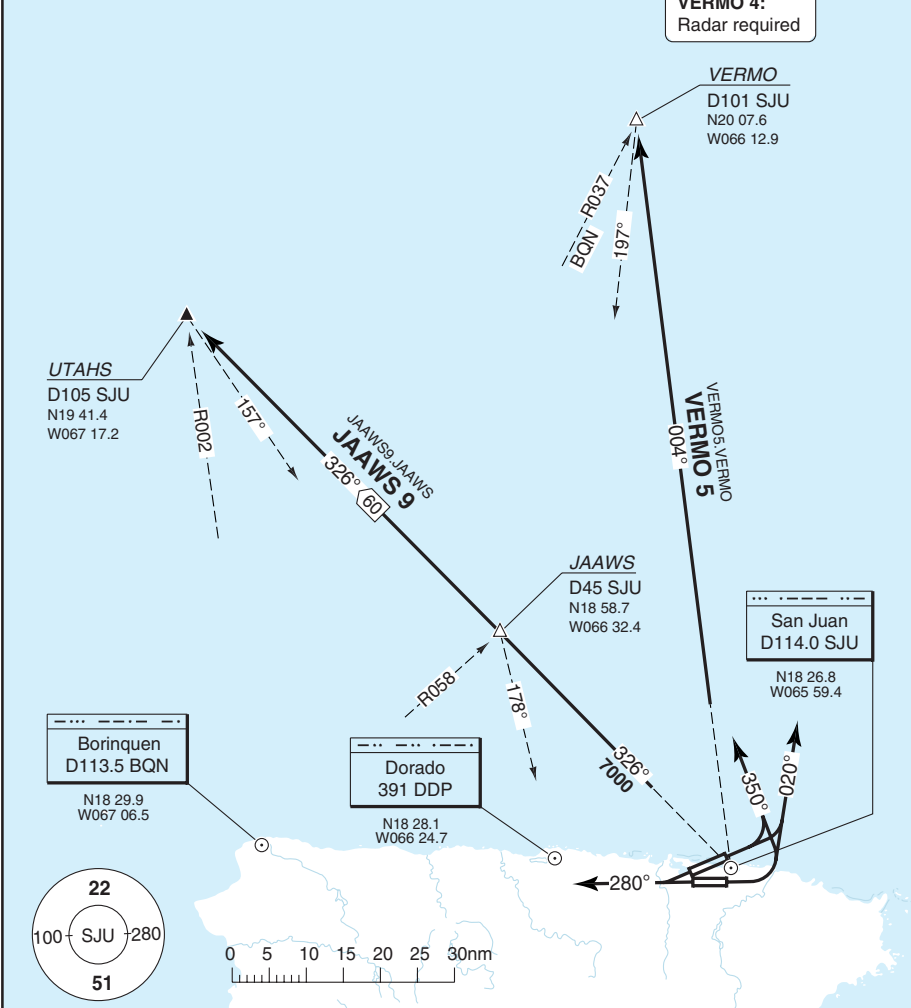 VERMO 4:
Radar required
VERMO
D101 SJU
N20 07.6
W066 12.9
R037
BQN
197°
UTAHS
D105 SJU
N19 41.4
W067 17.2
R002
157°
JAAWS9.JAAWS
JAAWS 9
326°
60
VERMO5.VERMO
VERMO 5
004°
JAAWS
D45 SJU
N18 58.7
W066 32.4
R058
178°
San Juan
D114.0 SJU
N18 26.8
W065 59.4
Borinquen
D113.5 BQN
N18 29.9
W067 06.5
Dorado
391 DDP
N18 28.1
W066 24.7
326°
7000
350°
020°
280°
22
100 SJU 280
51
0 5 10 15 20 25 30nm